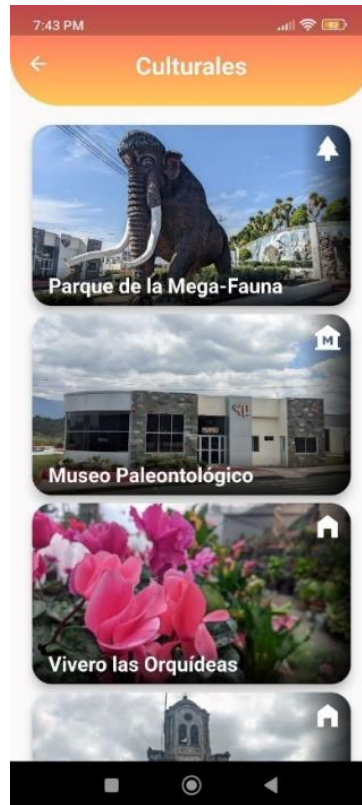 7:43 PM
Culturales
Parque de la Mega-Fauna
M
Museo Paleontológico
Vivero las Orquídeas